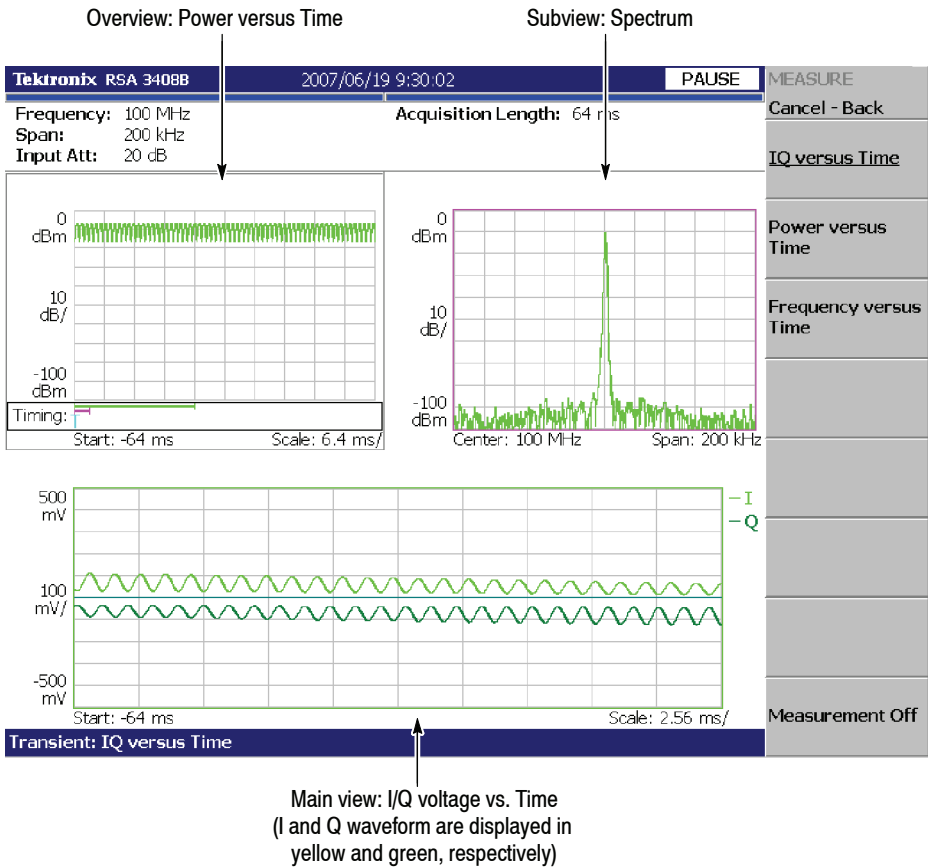 Overview: Power versus Time
Subview: Spectrum
Tektronix RSA 3408B
2007/06/19 9:30:02
PAUSE
MEASURE
Cancel - Back
Frequency: 100 MHz
Acquisition Length: 64 ms
Span: 200 kHz
Input Att: 20 dB
IQ versus Time
Power versus
Time
Frequency versus
Time
Measurement Off
0
dBm
10
dB/
-100
dBm
Timing:
Start: -64 ms
Scale: 6.4 ms/
0
dBm
10
dB/
-100
dBm
Center: 100 MHz
Span: 200 kHz
500
mV
100
mV/
-500
mV
I
Q
Start: -64 ms
Scale: 2.56 ms/
Transient: IQ versus Time
Main view: I/Q voltage vs. Time
(I and Q waveform are displayed in
yellow and green, respectively)